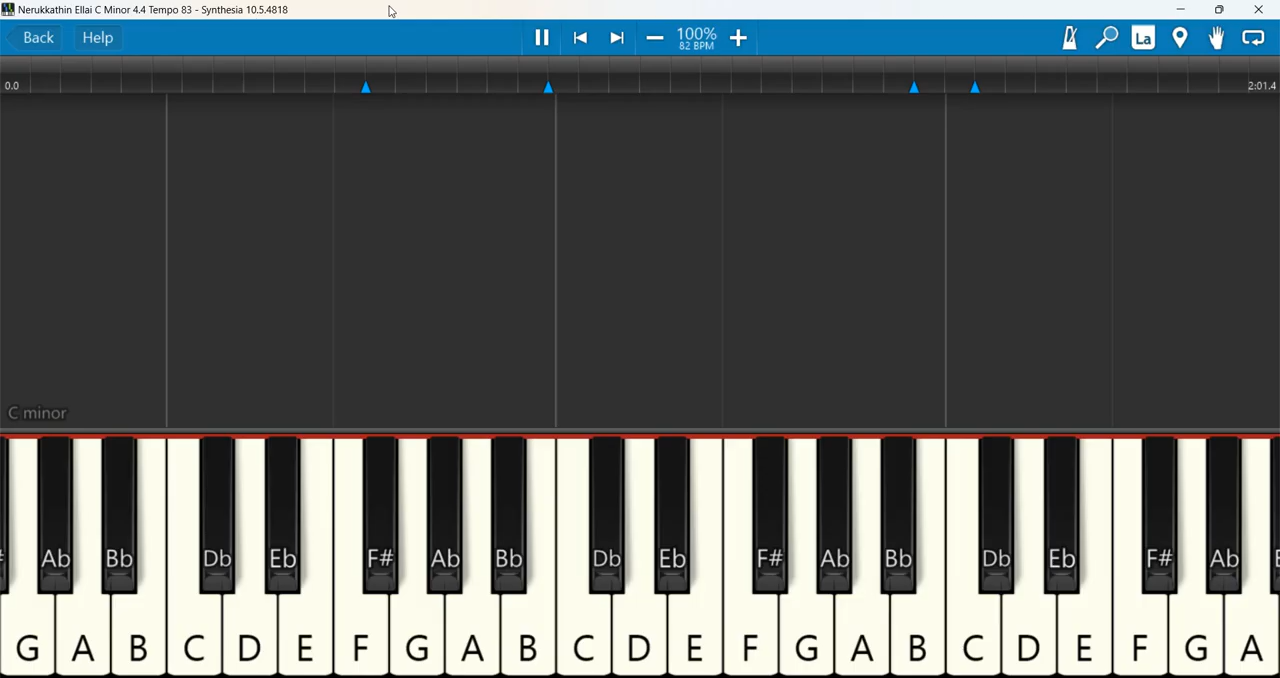 Nerukkathin Ellai C Minor 4.4 Tempo 83 - Synthesia 10.5.4818
Back Help 100% La
82 BPM
0.0 2:01.4
C minor
Ab Bb Db Eb F# Ab Bb Db Eb F# Ab Bb Db Eb F# Ab
G A B C D E F G A B C D E F G A B C D E F G A